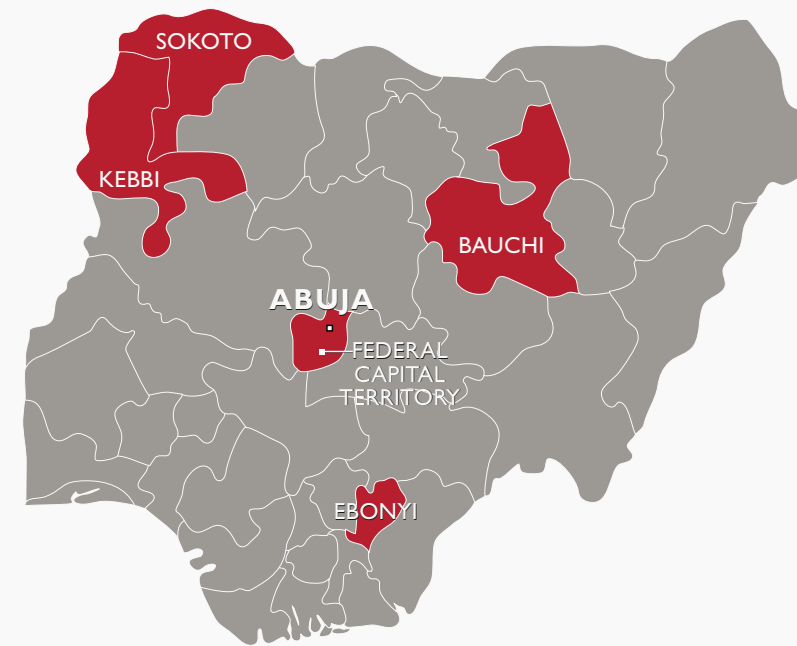 SOKOTO
KEBBI
BAUCHI
ABUJA
FEDERAL
CAPITAL
TERRITORY
EBONYI